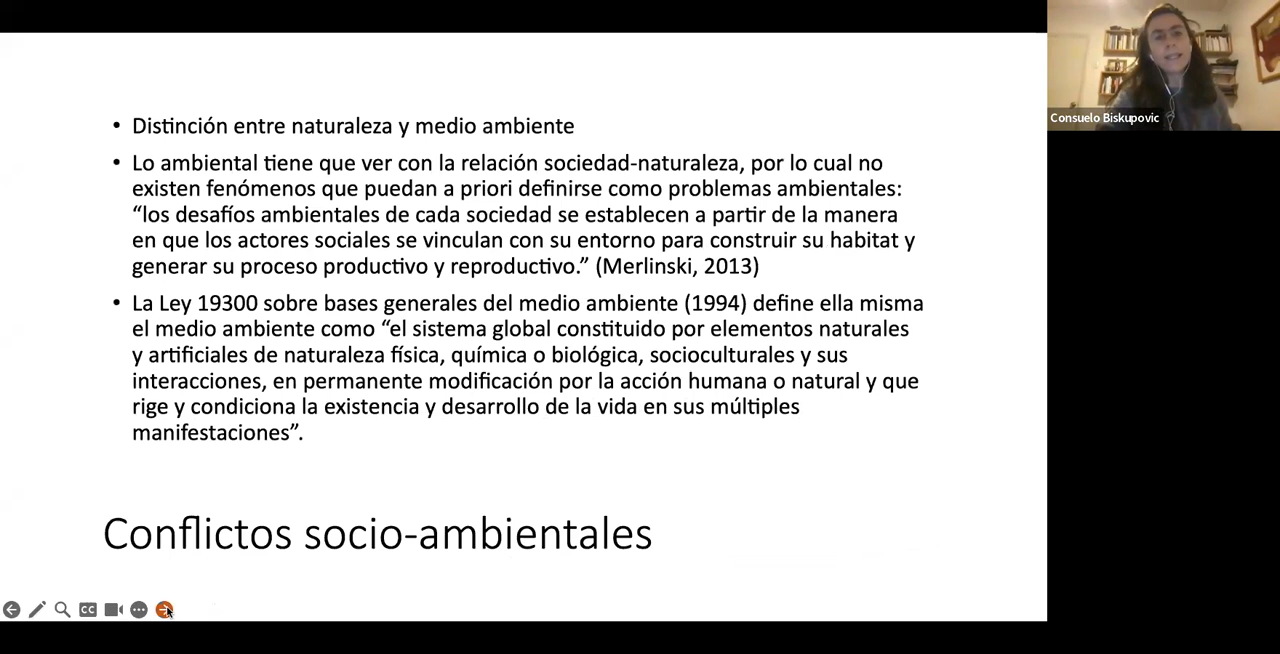 • Distinción entre naturaleza y medio ambiente
• Lo ambiental tiene que ver con la relación sociedad-naturaleza, por lo cual no
existen fenómenos que puedan a priori definirse como problemas ambientales:
“los desafíos ambientales de cada sociedad se establecen a partir de la manera
en que los actores sociales se vinculan con su entorno para construir su habitat y
generar su proceso productivo y reproductivo.” (Merlinski, 2013)
• La Ley 19300 sobre bases generales del medio ambiente (1994) define ella misma
el medio ambiente como “el sistema global constituido por elementos naturales
y artificiales de naturaleza física, química o biológica, socioculturales y sus
interacciones, en permanente modificación por la acción humana o natural y que
rige y condiciona la existencia y desarrollo de la vida en sus múltiples
manifestaciones”.
Conflictos socio-ambientales
CC
Consuelo Biskupovic